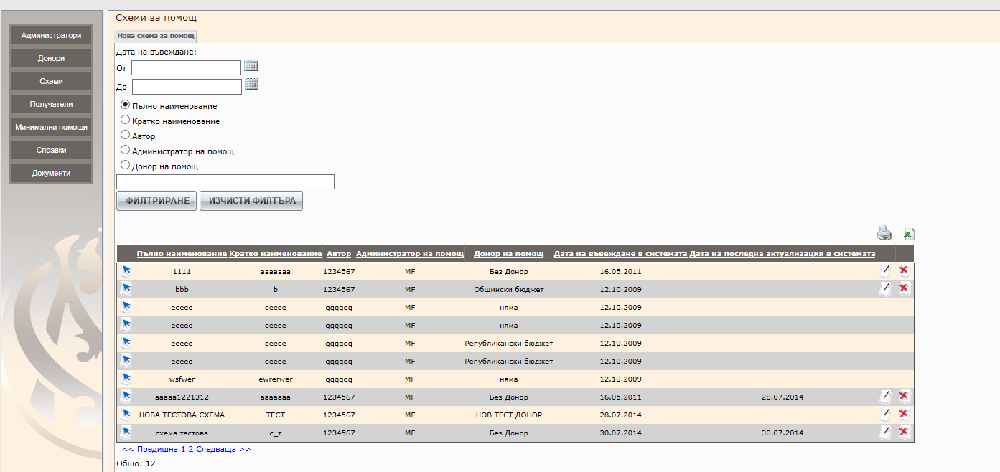 Администратори
Донори
Схеми
Получатели
Минимални помощи
Справки
Документи
Схеми за помощ
Нова схема за помощ
Дата на въвеждане:
От
До
Пълно наименование
Кратко наименование
Автор
Администратор на помощ
Донор на помощ
ФИЛТРИРАНЕ ИЗЧИСТИ ФИЛТЪРА
Пълно наименование Кратко наименование Автор Администратор на помощ Донор на помощ Дата на въвеждане в системата Дата на последна актуализация в системата
1111 aaaaaaa 1234567 MF Без Донор 16.05.2011
bbb b 1234567 MF Общински бюджет 12.10.2009
eeeee eeeee qqqqqq MF няма 12.10.2009
eeeee eeeee qqqqqq MF няма 12.10.2009
eeeee eeeee qqqqqq MF Републикански бюджет 12.10.2009
eeeee eeeee qqqqqq MF Републикански бюджет 12.10.2009
wsfwer ewrerwer qqqqqq MF няма 12.10.2009
aaaaa1221312 aaaaaaa 1234567 MF Без Донор 16.05.2011 28.07.2014
НОВА ТЕСТОВА СХЕМА ТЕСТ 1234567 MF НОВ ТЕСТ ДОНОР 28.07.2014
схема тестова с_т 1234567 MF Без Донор 30.07.2014 30.07.2014
<< Предишна 1 2 Следваща >>
Общо: 12